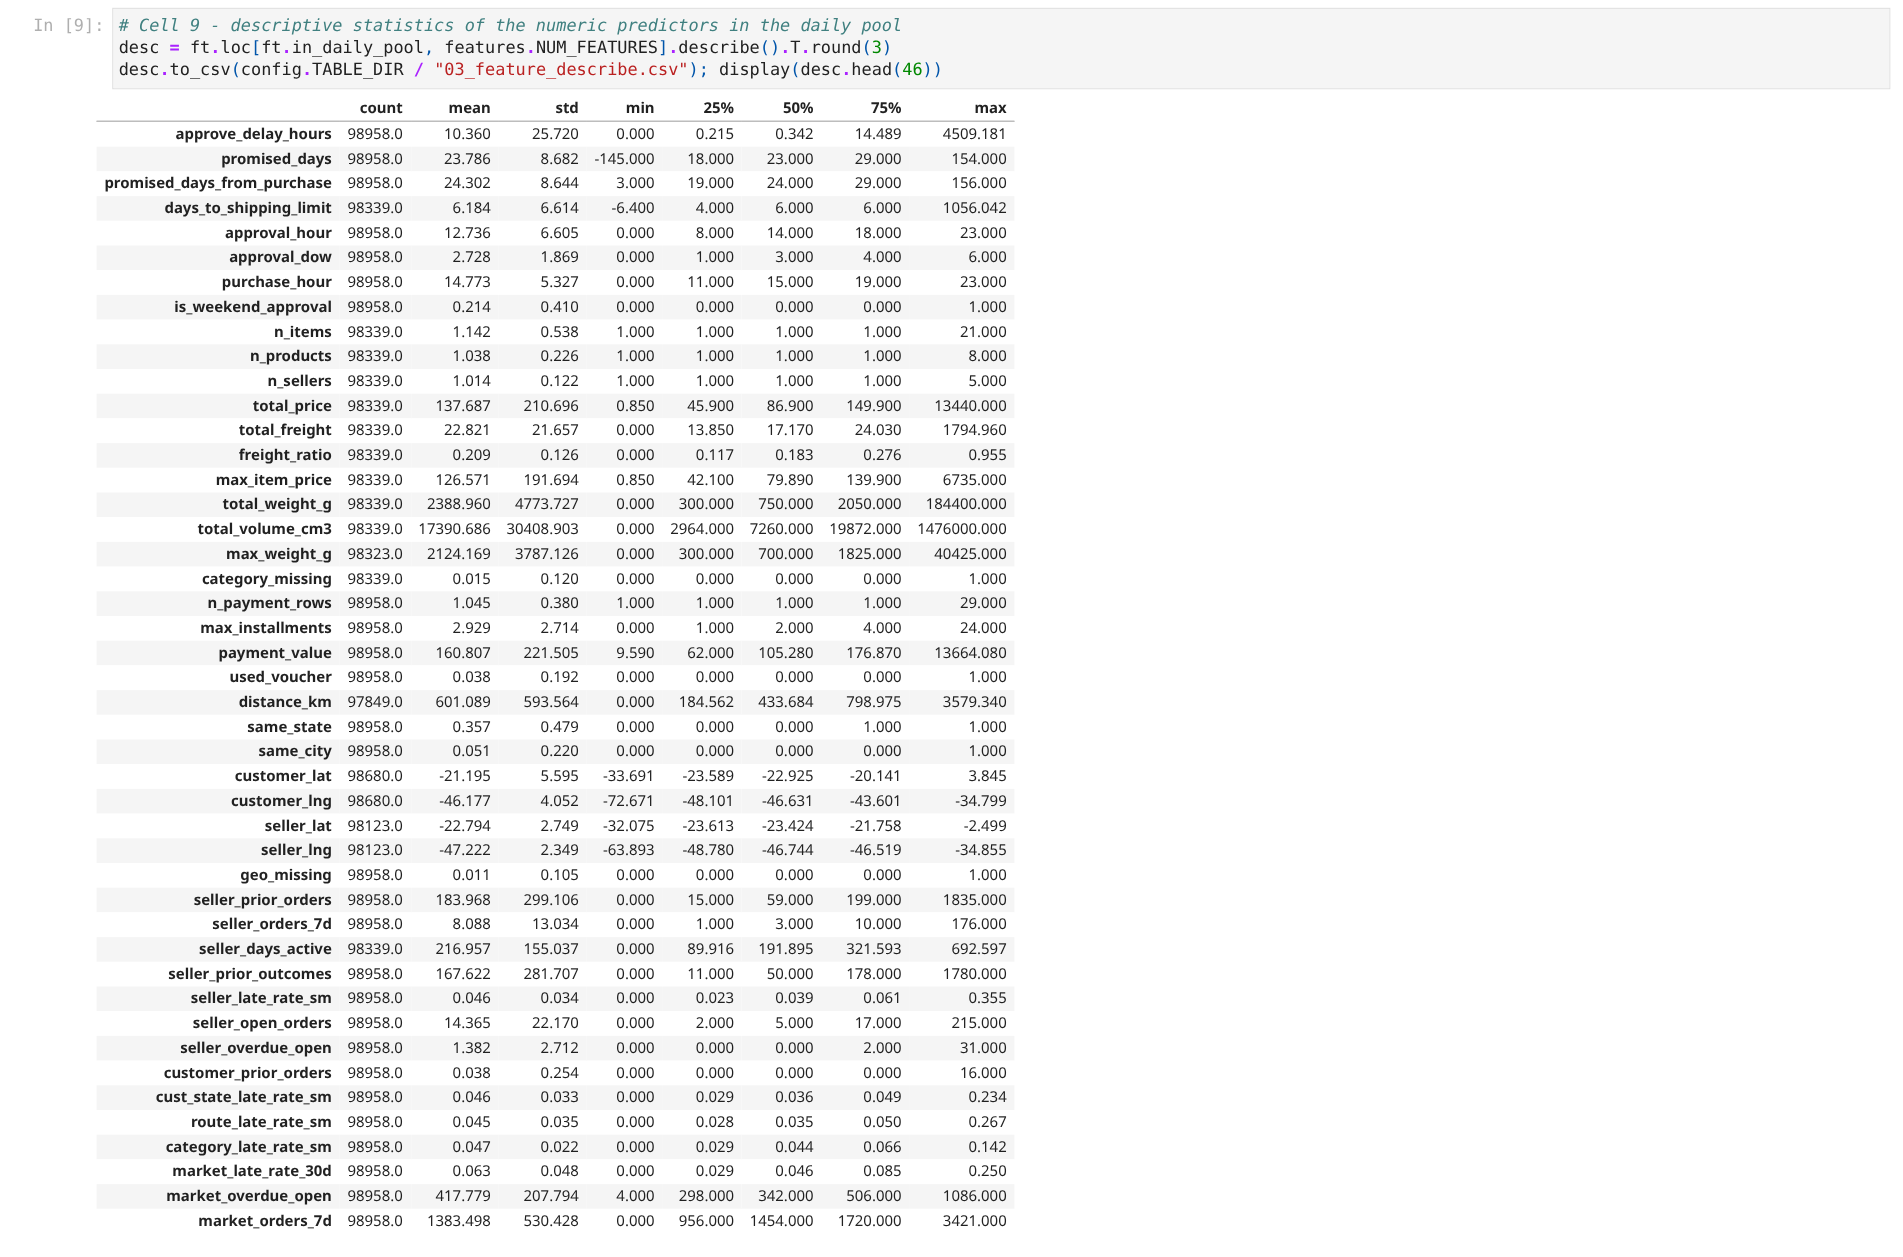 In [9]:
# Cell 9 - descriptive statistics of the numeric predictors in the daily pool
desc = ft.loc[ft.in_daily_pool, features.NUM_FEATURES].describe().T.round(3)
desc.to_csv(config.TABLE_DIR / "03_feature_describe.csv"); display(desc.head(46))
count mean std min 25% 50% 75% max
approve_delay_hours 98958.0 10.360 25.720 0.000 0.215 0.342 14.489 4509.181
promised_days 98958.0 23.786 8.682 -145.000 18.000 23.000 29.000 154.000
promised_days_from_purchase 98958.0 24.302 8.644 3.000 19.000 24.000 29.000 156.000
days_to_shipping_limit 98339.0 6.184 6.614 -6.400 4.000 6.000 6.000 1056.042
approval_hour 98958.0 12.736 6.605 0.000 8.000 14.000 18.000 23.000
approval_dow 98958.0 2.728 1.869 0.000 1.000 3.000 4.000 6.000
purchase_hour 98958.0 14.773 5.327 0.000 11.000 15.000 19.000 23.000
is_weekend_approval 98958.0 0.214 0.410 0.000 0.000 0.000 0.000 1.000
n_items 98339.0 1.142 0.538 1.000 1.000 1.000 1.000 21.000
n_products 98339.0 1.038 0.226 1.000 1.000 1.000 1.000 8.000
n_sellers 98339.0 1.014 0.122 1.000 1.000 1.000 1.000 5.000
total_price 98339.0 137.687 210.696 0.850 45.900 86.900 149.900 13440.000
total_freight 98339.0 22.821 21.657 0.000 13.850 17.170 24.030 1794.960
freight_ratio 98339.0 0.209 0.126 0.000 0.117 0.183 0.276 0.955
max_item_price 98339.0 126.571 191.694 0.850 42.100 79.890 139.900 6735.000
total_weight_g 98339.0 2388.960 4773.727 0.000 300.000 750.000 2050.000 184400.000
total_volume_cm3 98339.0 17390.686 30408.903 0.000 2964.000 7260.000 19872.000 1476000.000
max_weight_g 98323.0 2124.169 3787.126 0.000 300.000 700.000 1825.000 40425.000
category_missing 98339.0 0.015 0.120 0.000 0.000 0.000 0.000 1.000
n_payment_rows 98958.0 1.045 0.380 1.000 1.000 1.000 1.000 29.000
max_installments 98958.0 2.929 2.714 0.000 1.000 2.000 4.000 24.000
payment_value 98958.0 160.807 221.505 9.590 62.000 105.280 176.870 13664.080
used_voucher 98958.0 0.038 0.192 0.000 0.000 0.000 0.000 1.000
distance_km 97849.0 601.089 593.564 0.000 184.562 433.684 798.975 3579.340
same_state 98958.0 0.357 0.479 0.000 0.000 0.000 1.000 1.000
same_city 98958.0 0.051 0.220 0.000 0.000 0.000 0.000 1.000
customer_lat 98680.0 -21.195 5.595 -33.691 -23.589 -22.925 -20.141 3.845
customer_lng 98680.0 -46.177 4.052 -72.671 -48.101 -46.631 -43.601 -34.799
seller_lat 98123.0 -22.794 2.749 -32.075 -23.613 -23.424 -21.758 -2.499
seller_lng 98123.0 -47.222 2.349 -63.893 -48.780 -46.744 -46.519 -34.855
geo_missing 98958.0 0.011 0.105 0.000 0.000 0.000 0.000 1.000
seller_prior_orders 98958.0 183.968 299.106 0.000 15.000 59.000 199.000 1835.000
seller_orders_7d 98958.0 8.088 13.034 0.000 1.000 3.000 10.000 176.000
seller_days_active 98339.0 216.957 155.037 0.000 89.916 191.895 321.593 692.597
seller_prior_outcomes 98958.0 167.622 281.707 0.000 11.000 50.000 178.000 1780.000
seller_late_rate_sm 98958.0 0.046 0.034 0.000 0.023 0.039 0.061 0.355
seller_open_orders 98958.0 14.365 22.170 0.000 2.000 5.000 17.000 215.000
seller_overdue_open 98958.0 1.382 2.712 0.000 0.000 0.000 2.000 31.000
customer_prior_orders 98958.0 0.038 0.254 0.000 0.000 0.000 0.000 16.000
cust_state_late_rate_sm 98958.0 0.046 0.033 0.000 0.029 0.036 0.049 0.234
route_late_rate_sm 98958.0 0.045 0.035 0.000 0.028 0.035 0.050 0.267
category_late_rate_sm 98958.0 0.047 0.022 0.000 0.029 0.044 0.066 0.142
market_late_rate_30d 98958.0 0.063 0.048 0.000 0.029 0.046 0.085 0.250
market_overdue_open 98958.0 417.779 207.794 4.000 298.000 342.000 506.000 1086.000
market_orders_7d 98958.0 1383.498 530.428 0.000 956.000 1454.000 1720.000 3421.000